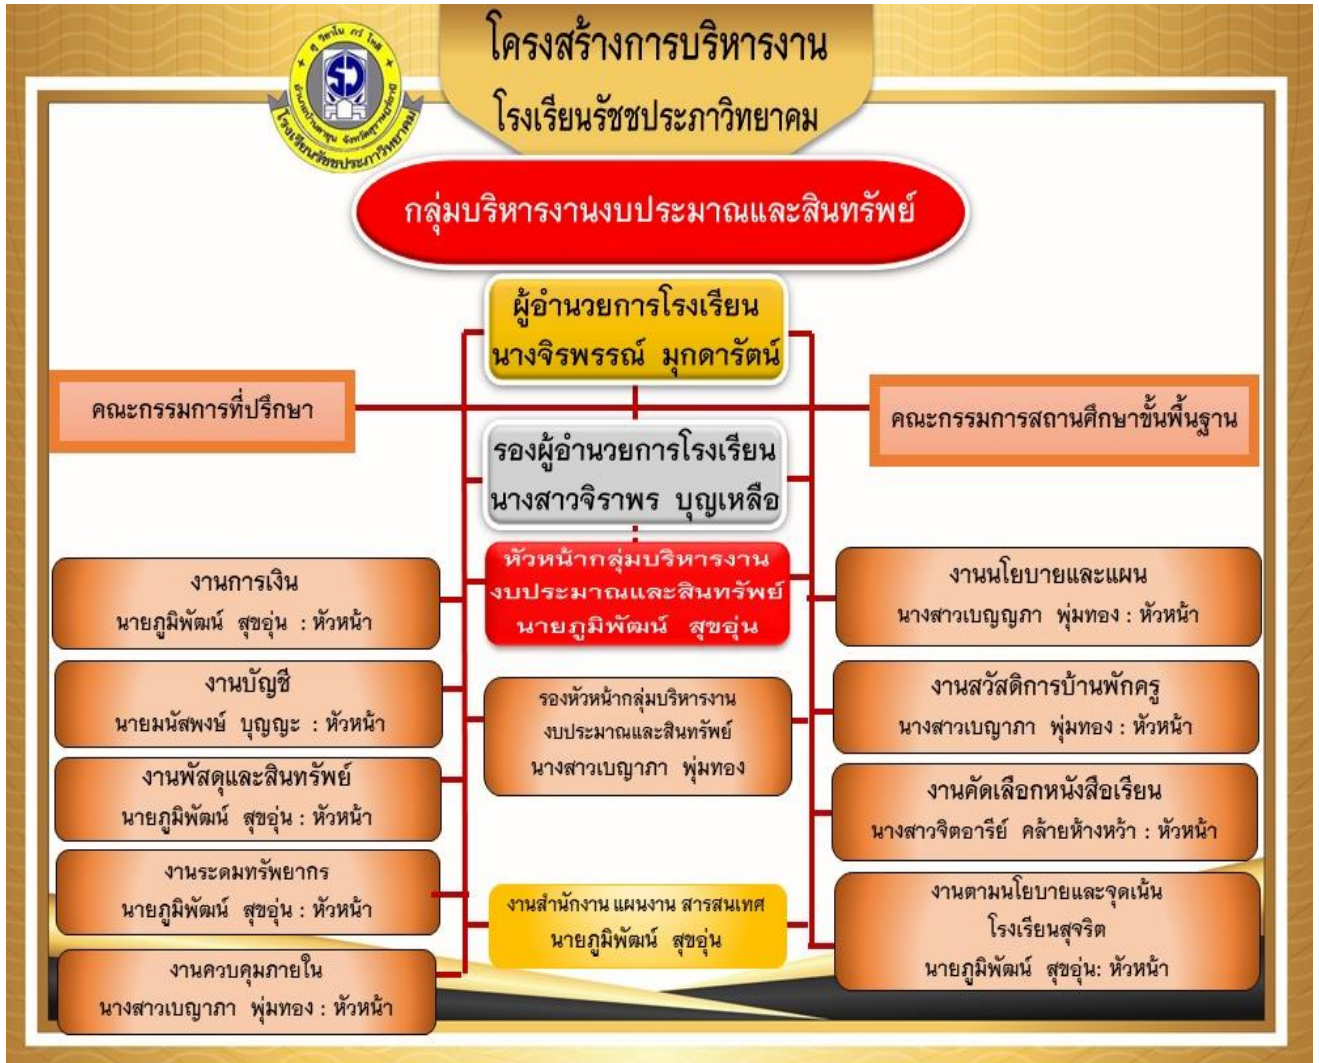 โครงสร้างการบริหารงาน
โรงเรียนรัชชประภาวิทยาคม
โรงเรียนรัชชประภาวิทยาคม
กลุ่มบริหารงานงบประมาณและสินทรัพย์
ผู้อำนวยการโรงเรียน
นางจิรพรรณ์ มุกดารัตน์
คณะกรรมการที่ปรึกษา
คณะกรรมการสถานศึกษาขั้นพื้นฐาน
รองผู้อำนวยการโรงเรียน
นางสาวจิราพร บุญเหลือ
หัวหน้ากลุ่มบริหารงาน
งบประมาณและสินทรัพย์
นายภูมิพัฒน์ สุขอุ่น
งานการเงิน
นายภูมิพัฒน์ สุขอุ่น : หัวหน้า
งานนโยบายและแผน
นางสาวเบญญภา พุ่มทอง : หัวหน้า
งานบัญชี
นายมนัสพงษ์ บุญญะ : หัวหน้า
รองหัวหน้ากลุ่มบริหารงาน
งบประมาณและสินทรัพย์
นางสาวเบญาภา พุ่มทอง
งานสวัสดิการบ้านพักครู
นางสาวเบญาภา พุ่มทอง : หัวหน้า
งานพัสดุและสินทรัพย์
นายภูมิพัฒน์ สุขอุ่น : หัวหน้า
งานคัดเลือกหนังสือเรียน
นางสาวจิตอารีย์ คล้ายห้างหว้า : หัวหน้า
งานระดมทรัพยากร
นายภูมิพัฒน์ สุขอุ่น : หัวหน้า
งานสำนักงาน แผนงาน สารสนเทศ
นายภูมิพัฒน์ สุขอุ่น
งานตามนโยบายและจุดเน้น
โรงเรียนสุจริต
นายภูมิพัฒน์ สุขอุ่น: หัวหน้า
งานควบคุมภายใน
นางสาวเบญาภา พุ่มทอง : หัวหน้า